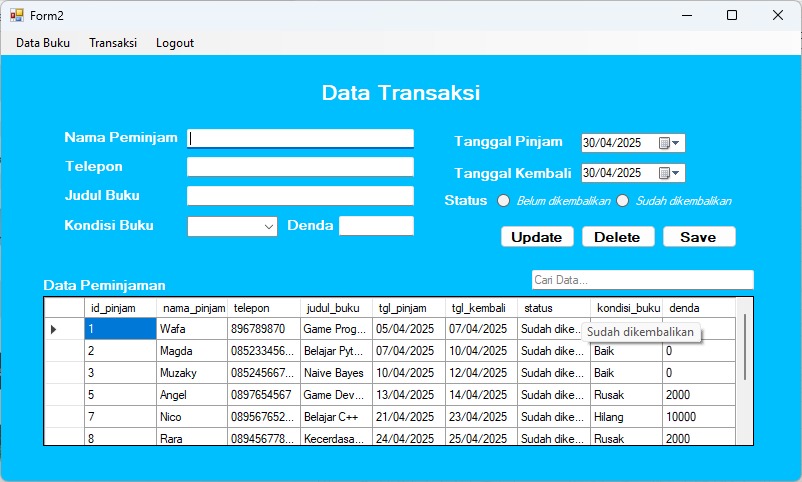 Form2
Data Buku Transaksi Logout
Data Transaksi
Nama Peminjam
Telepon
Judul Buku
Kondisi Buku Denda
Tanggal Pinjam 30/04/2025
Tanggal Kembali 30/04/2025
Status Belum dikembalikan Sudah dikembalikan
Update Delete Save
Data Peminjaman Cari Data...
id_pinjam nama_pinjam telepon judul_buku tgl_pinjam tgl_kembali status kondisi_buku denda
1 Wafa 896789870 Game Prog... 05/04/2025 07/04/2025 Sudah dike...
Sudah dikembalikan
2 Magda 085233456... Belajar Pyt... 07/04/2025 10/04/2025 Sudah dike... Baik 0
3 Muzaky 085245667... Naive Bayes 10/04/2025 12/04/2025 Sudah dike... Baik 0
5 Angel 0897654567 Game Dev... 13/04/2025 14/04/2025 Sudah dike... Rusak 2000
7 Nico 089567652... Belajar C++ 21/04/2025 23/04/2025 Sudah dike... Hilang 10000
8 Rara 089456778... Kecerdasa... 24/04/2025 25/04/2025 Sudah dike... Rusak 2000